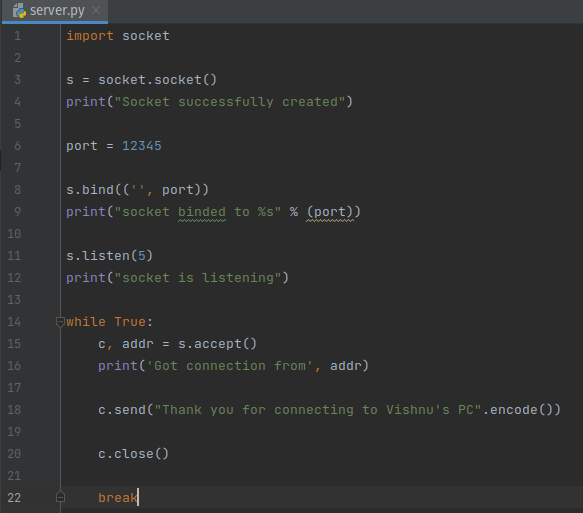 server.py
1 import socket
2
3 s = socket.socket()
4 print("Socket successfully created")
5
6 port = 12345
7
8 s.bind(('', port))
9 print("socket binded to %s" % (port))
10
11 s.listen(5)
12 print("socket is listening")
13
14 while True:
15     c, addr = s.accept()
16     print('Got connection from', addr)
17
18     c.send("Thank you for connecting to Vishnu's PC".encode())
19
20     c.close()
21
22     break